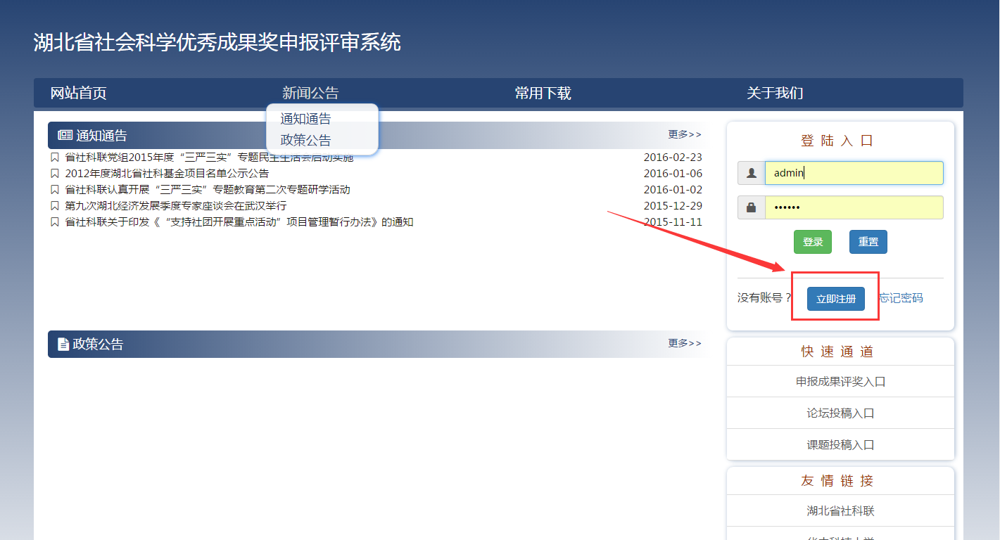 湖北省社会科学优秀成果奖申报评审系统
网站首页 新闻公告 常用下载 关于我们
通知通告
政策公告
通知通告 更多>>
省社科联党组2015年度“三严三实”专题民主生活会启动实施 2016-02-23
2012年度湖北省社科基金项目名单公示公告 2016-01-06
省社科联认真开展“三严三实”专题教育第二次专题研学活动 2016-01-02
第九次湖北经济发展季度专家座谈会在武汉举行 2015-12-29
省社科联关于印发《“支持社团开展重点活动”项目管理暂行办法》的通知 2015-11-11
政策公告 更多>>
登陆入口
admin
••••••
登录 重置
没有账号？ 立即注册 忘记密码
快速通道
申报成果评奖入口
论坛投稿入口
课题投稿入口
友情链接
湖北省社科联